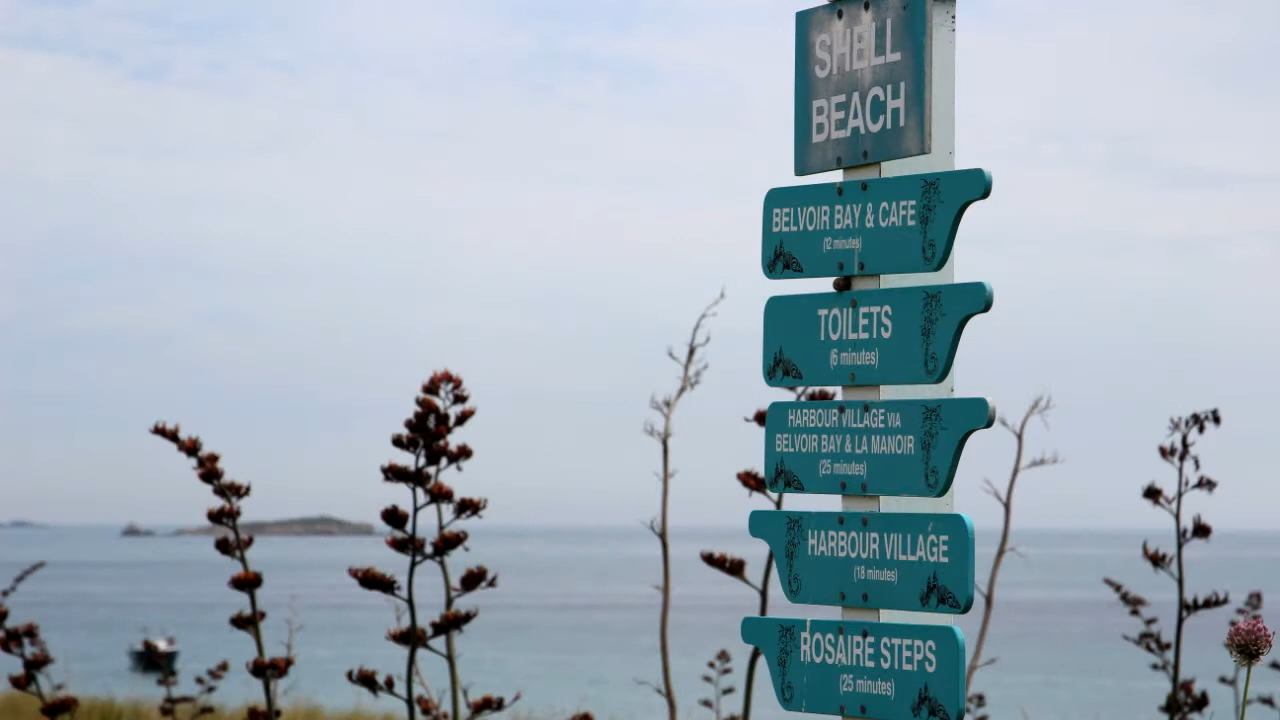 SHELL
BEACH
BELVOIR BAY & CAFE
(12 minutes)
TOILETS
(6 minutes)
HARBOUR VILLAGE VIA
BELVOIR BAY & LA MANOIR
(25 minutes)
HARBOUR VILLAGE
(18 minutes)
ROSAIRE STEPS
(25 minutes)